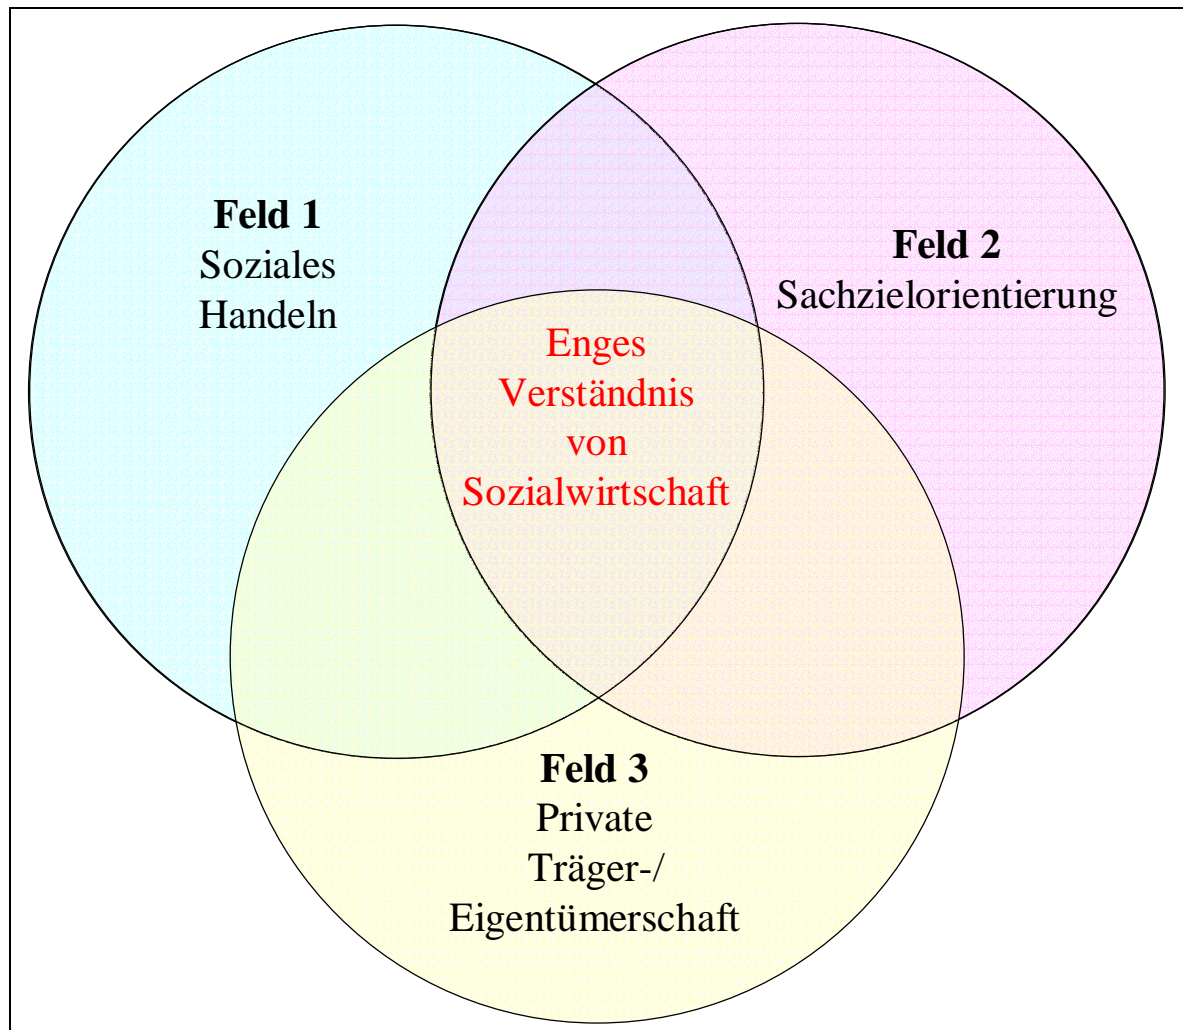 Feld 1
Soziales
Handeln
Feld 2
Sachzielorientierung
Enges
Verständnis
von
Sozialwirtschaft
Feld 3
Private
Träger-/
Eigentümerschaft